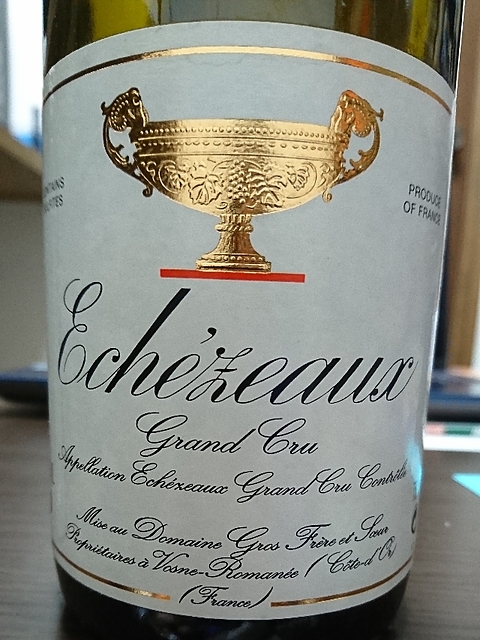 PRODUCE
OF FRANCE
Echézeaux
Grand Cru
Appellation Echézeaux Grand Cru Contrôlée
Mise au Domaine Gros Frère et Sœur
Propriétaires à Vosne-Romanée (Côte-d'Or)
(France)